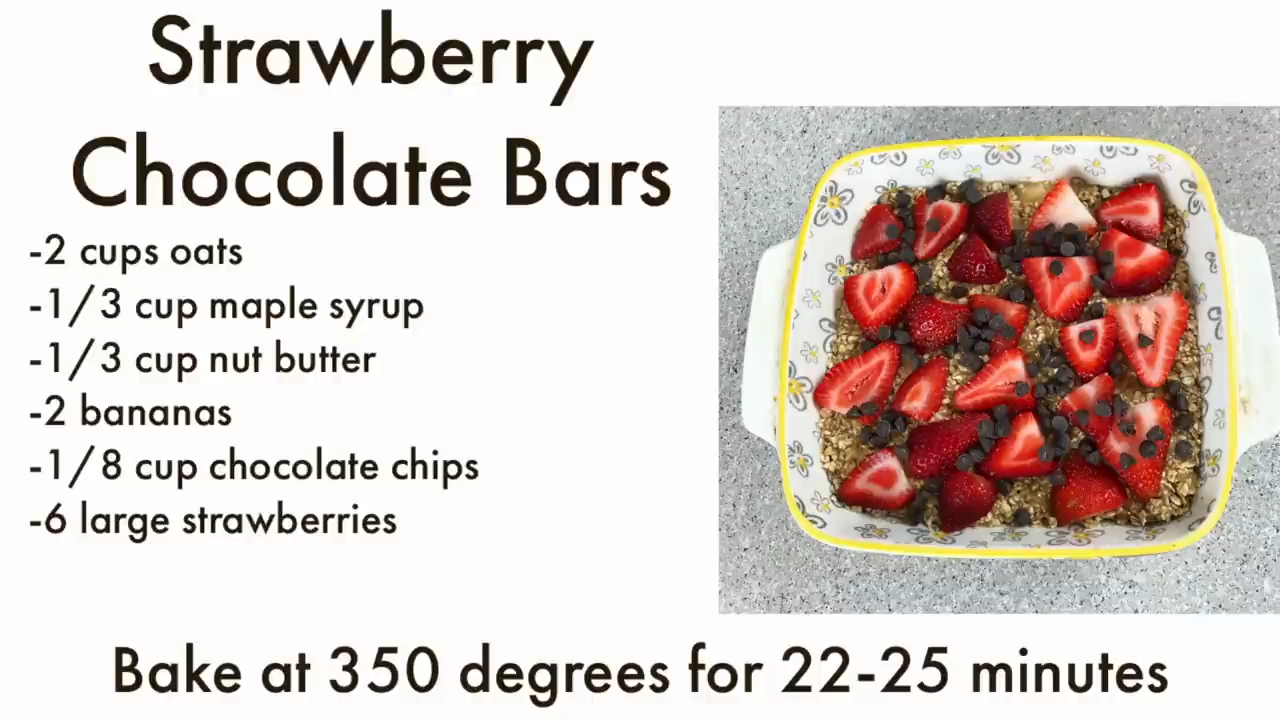 Strawberry
Chocolate Bars
-2 cups oats
-1/3 cup maple syrup
-1/3 cup nut butter
-2 bananas
-1/8 cup chocolate chips
-6 large strawberries
Bake at 350 degrees for 22-25 minutes